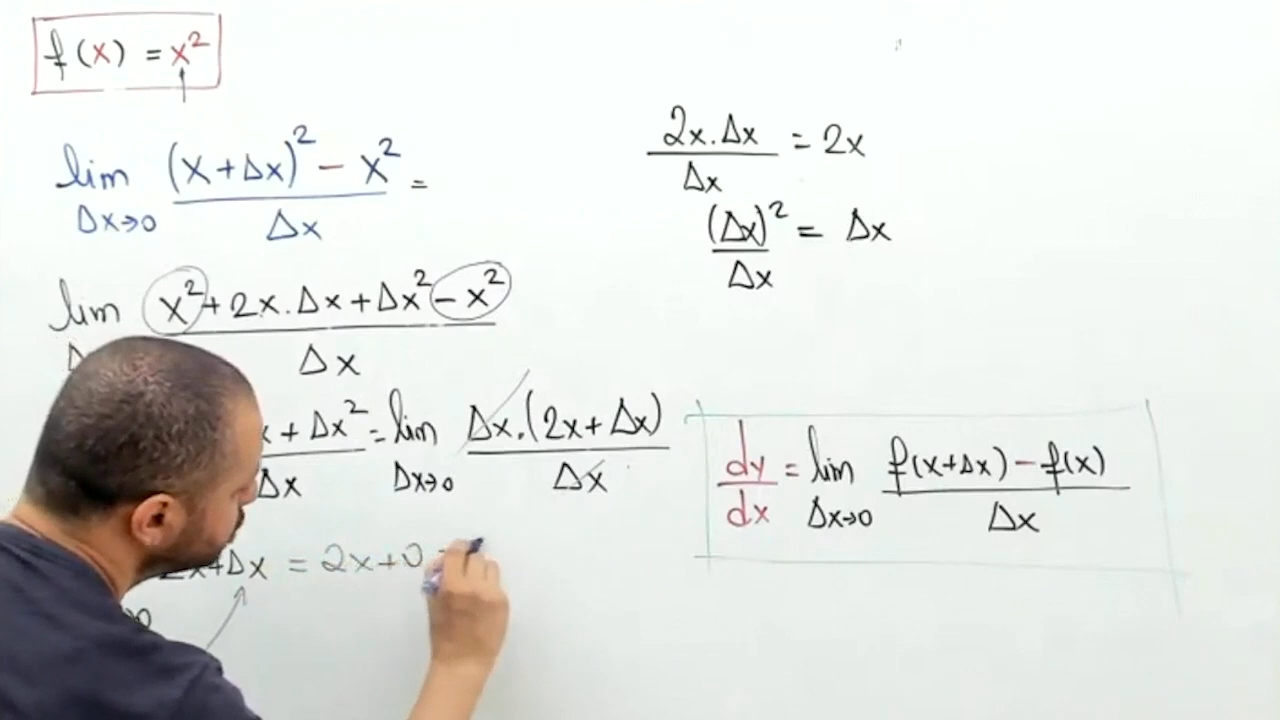 f(x) = x²
lim (x+Δx)² - x² =
Δx→0 Δx
lim x² + 2x.Δx + Δx² - x²
Δx
+ Δx² = lim Δx.(2x+Δx)
Δx Δx→0 Δx
2x+Δx = 2x+0
2x.Δx = 2x
Δx
(Δx)² = Δx
Δx
dy = lim f(x+Δx) - f(x)
dx Δx→0 Δx